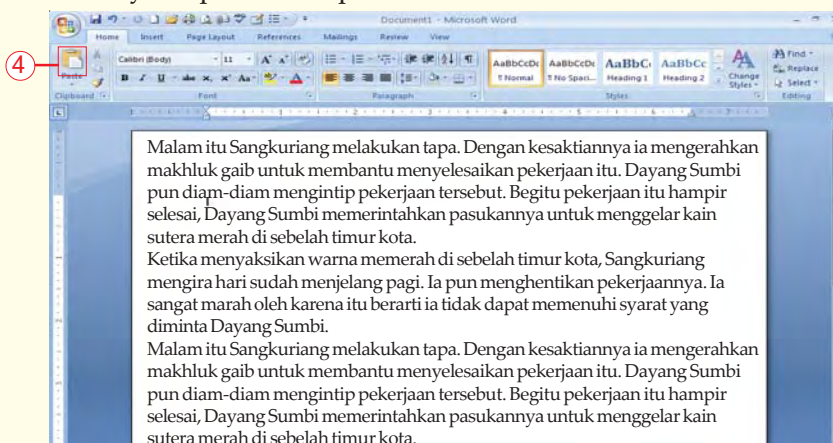 Document1 - Microsoft Word
Home Insert Page Layout References Mailings Review View
④
Paste
Calibri (Body) 11
AaBbCcDc AaBbCcDc AaBbC AaBbCc
¶ Normal ¶ No Spaci... Heading 1 Heading 2 Change Styles
Find
Replace
Select
Clipboard Font Paragraph Styles Editing
Malam itu Sangkuriang melakukan tapa. Dengan kesaktiannya ia mengerahkan
makhluk gaib untuk membantu menyelesaikan pekerjaan itu. Dayang Sumbi
pun diam-diam mengintip pekerjaan tersebut. Begitu pekerjaan itu hampir
selesai, Dayang Sumbi memerintahkan pasukannya untuk menggelar kain
sutera merah di sebelah timur kota.
Ketika menyaksikan warna memerah di sebelah timur kota, Sangkuriang
mengira hari sudah menjelang pagi. Ia pun menghentikan pekerjaannya. Ia
sangat marah oleh karena itu berarti ia tidak dapat memenuhi syarat yang
diminta Dayang Sumbi.
Malam itu Sangkuriang melakukan tapa. Dengan kesaktiannya ia mengerahkan
makhluk gaib untuk membantu menyelesaikan pekerjaan itu. Dayang Sumbi
pun diam-diam mengintip pekerjaan tersebut. Begitu pekerjaan itu hampir
selesai, Dayang Sumbi memerintahkan pasukannya untuk menggelar kain
sutera merah di sebelah timur kota.